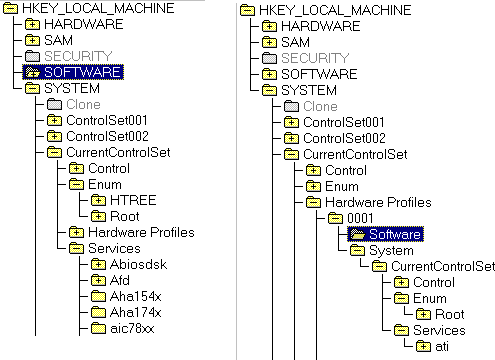 HKEY_LOCAL_MACHINE
HARDWARE
SAM
SECURITY
SOFTWARE
SYSTEM
Clone
ControlSet001
ControlSet002
CurrentControlSet
Control
Enum
HTREE
Root
Hardware Profiles
Services
Abiosdsk
Afd
Aha154x
Aha174x
aic78xx
HKEY_LOCAL_MACHINE
HARDWARE
SAM
SECURITY
SOFTWARE
SYSTEM
Clone
ControlSet001
ControlSet002
CurrentControlSet
Control
Enum
Hardware Profiles
0001
Software
System
CurrentControlSet
Control
Enum
Root
Services
ati